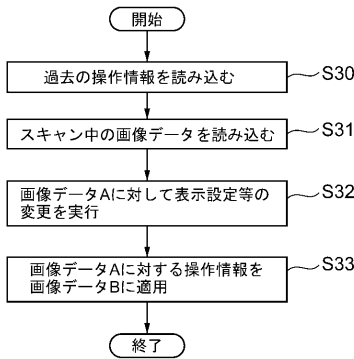 開始
過去の操作情報を読み込む
S30
スキャン中の画像データを読み込む
S31
画像データAに対して表示設定等の
変更を実行
S32
画像データAに対する操作情報を
画像データBに適用
S33
終了